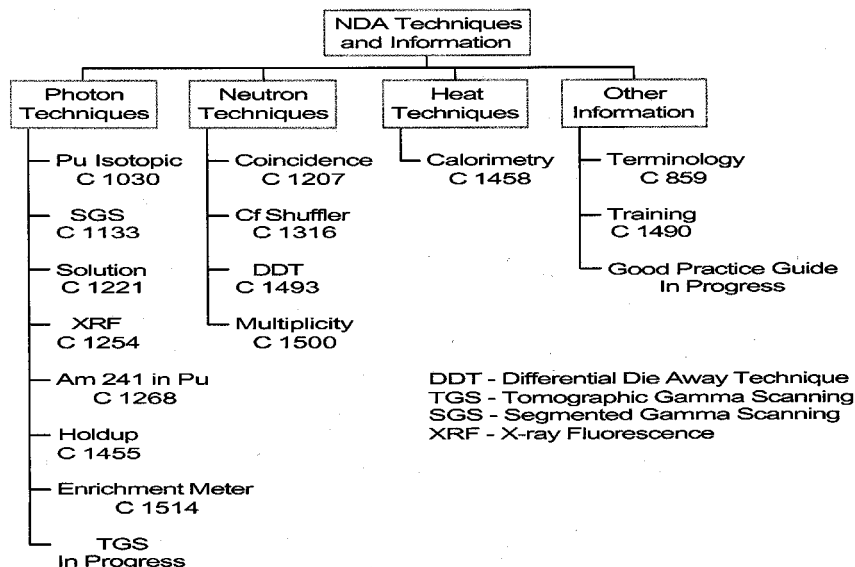 NDA Techniques
and Information
Photon
Techniques
Neutron
Techniques
Heat
Techniques
Other
Information
Pu Isotopic
C 1030
SGS
C 1133
Solution
C 1221
XRF
C 1254
Am 241 in Pu
C 1268
Holdup
C 1455
Enrichment Meter
C 1514
TGS
In Progress
Coincidence
C 1207
Cf Shuffler
C 1316
DDT
C 1493
Multiplicity
C 1500
Calorimetry
C 1458
Terminology
C 859
Training
C 1490
Good Practice Guide
In Progress
DDT - Differential Die Away Technique
TGS - Tomographic Gamma Scanning
SGS - Segmented Gamma Scanning
XRF - X-ray Fluorescence